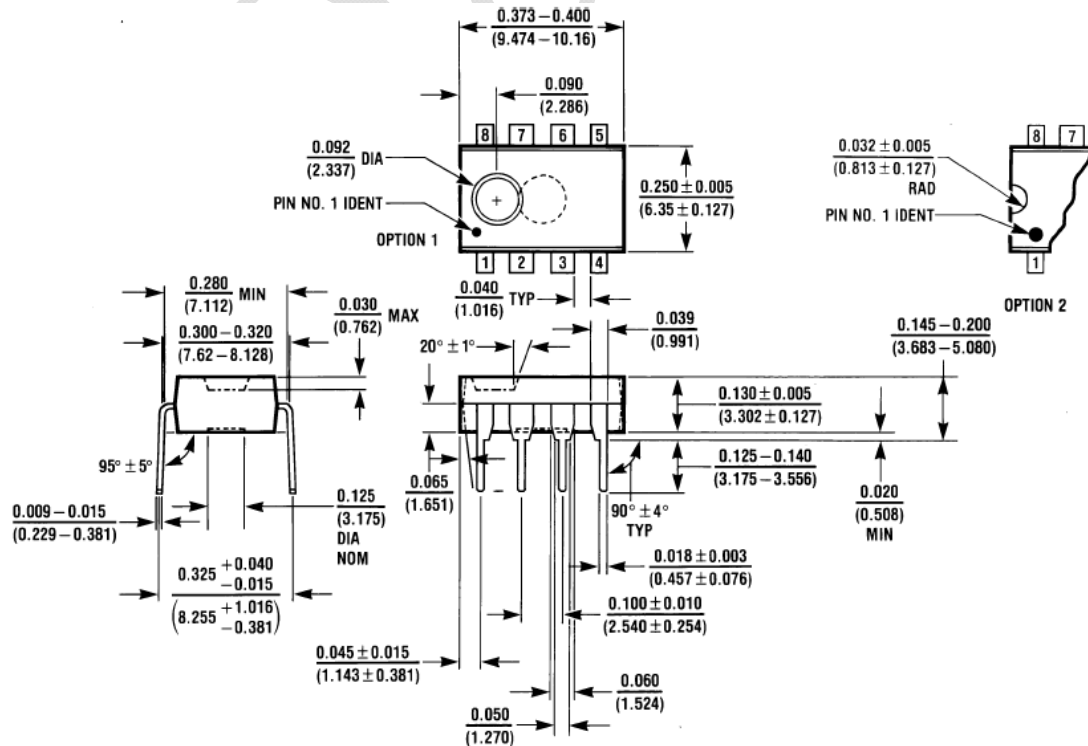 0.373 – 0.400
(9.474 – 10.16)
0.090
(2.286)
8 7 6 5
0.092 DIA
(2.337)
PIN NO. 1 IDENT
OPTION 1
1 2 3 4
0.250 ± 0.005
(6.35 ± 0.127)
0.032 ± 0.005
(0.813 ± 0.127)
RAD
PIN NO. 1 IDENT
8 7
1
OPTION 2
0.280 MIN
(7.112)
0.300 – 0.320
(7.62 – 8.128)
0.030 MAX
(0.762)
0.040 TYP
(1.016)
0.039
(0.991)
20° ± 1°
0.145 – 0.200
(3.683 – 5.080)
0.130 ± 0.005
(3.302 ± 0.127)
0.125 – 0.140
(3.175 – 3.556)
0.020
(0.508)
MIN
95° ± 5°
0.065
(1.651)
90° ± 4°
TYP
0.009 – 0.015
(0.229 – 0.381)
0.125
(3.175)
DIA
NOM
0.018 ± 0.003
(0.457 ± 0.076)
0.325 +0.040 −0.015
(8.255 +1.016 −0.381)
0.100 ± 0.010
(2.540 ± 0.254)
0.045 ± 0.015
(1.143 ± 0.381)
0.060
(1.524)
0.050
(1.270)